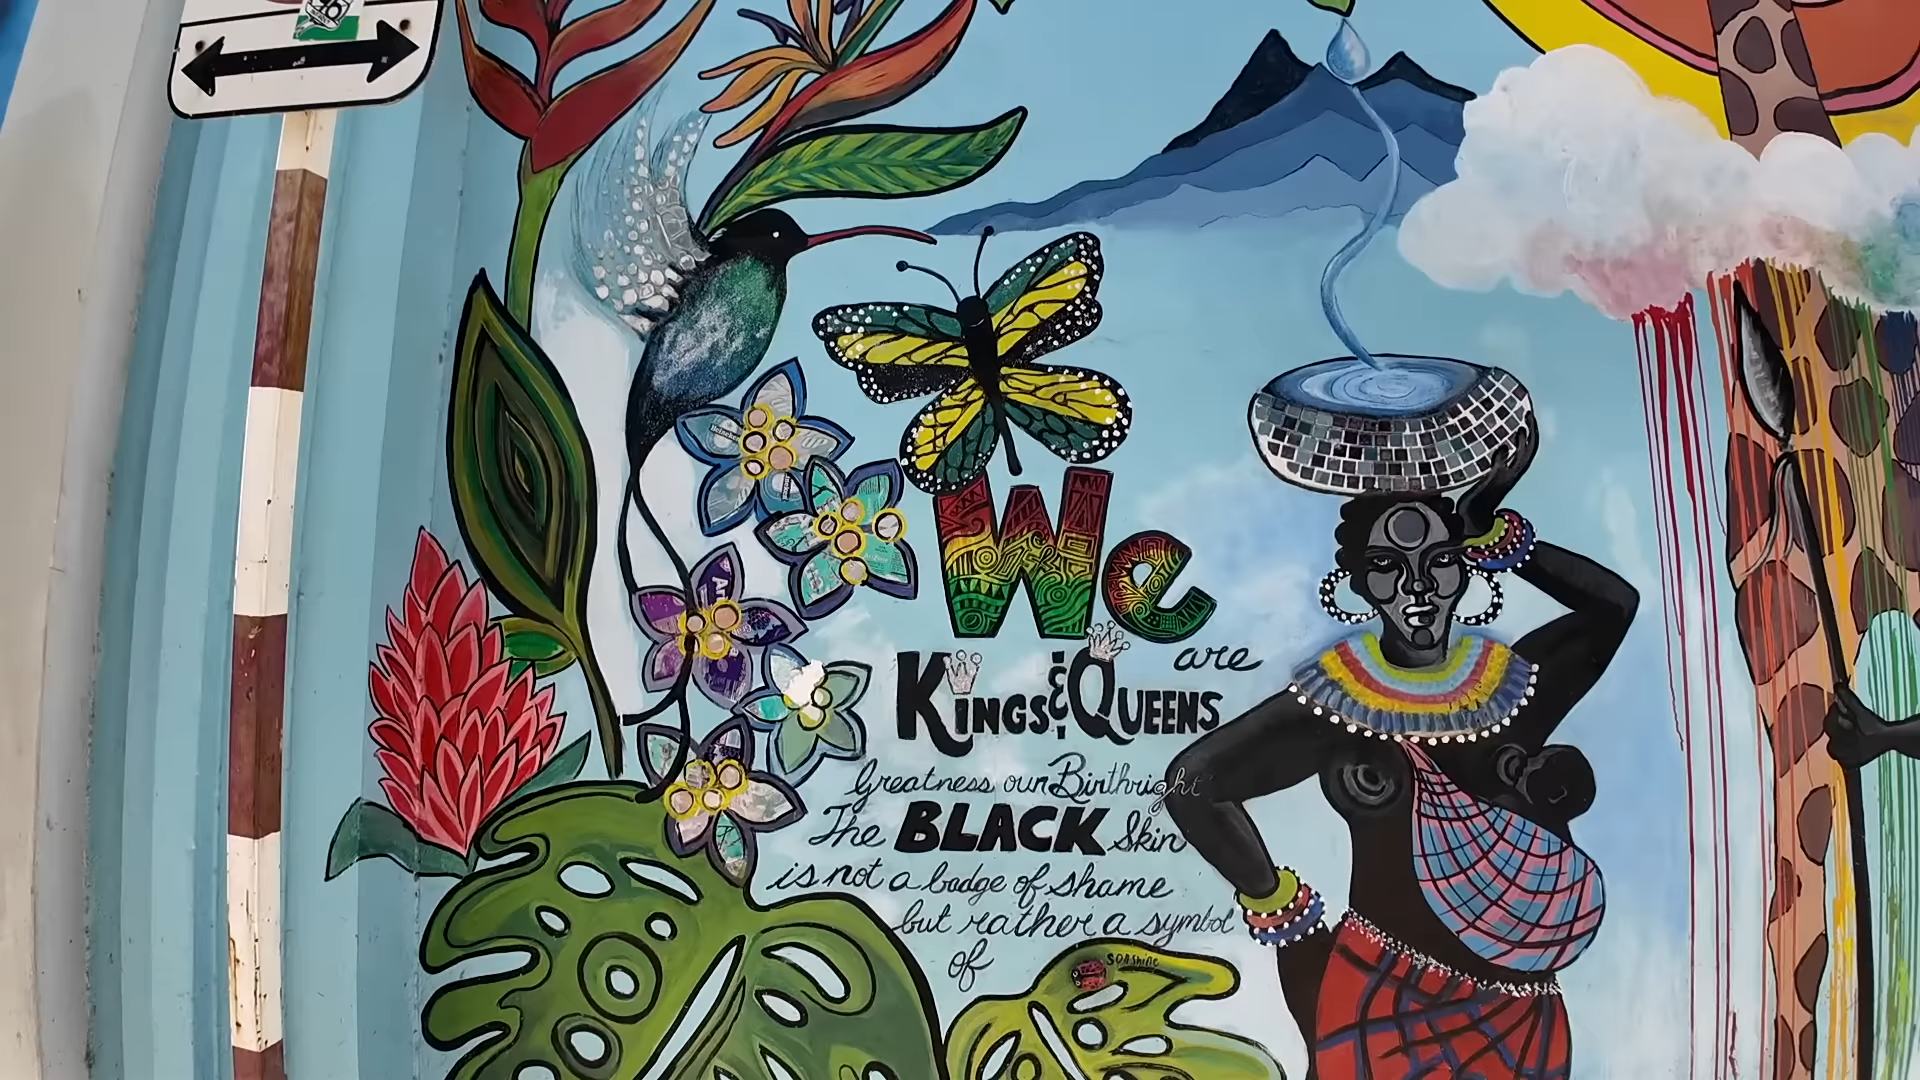 We
are
KINGS & QUEENS
Greatness our Birthright
The BLACK Skin
is not a badge of shame
but rather a symbol
of
SONShine